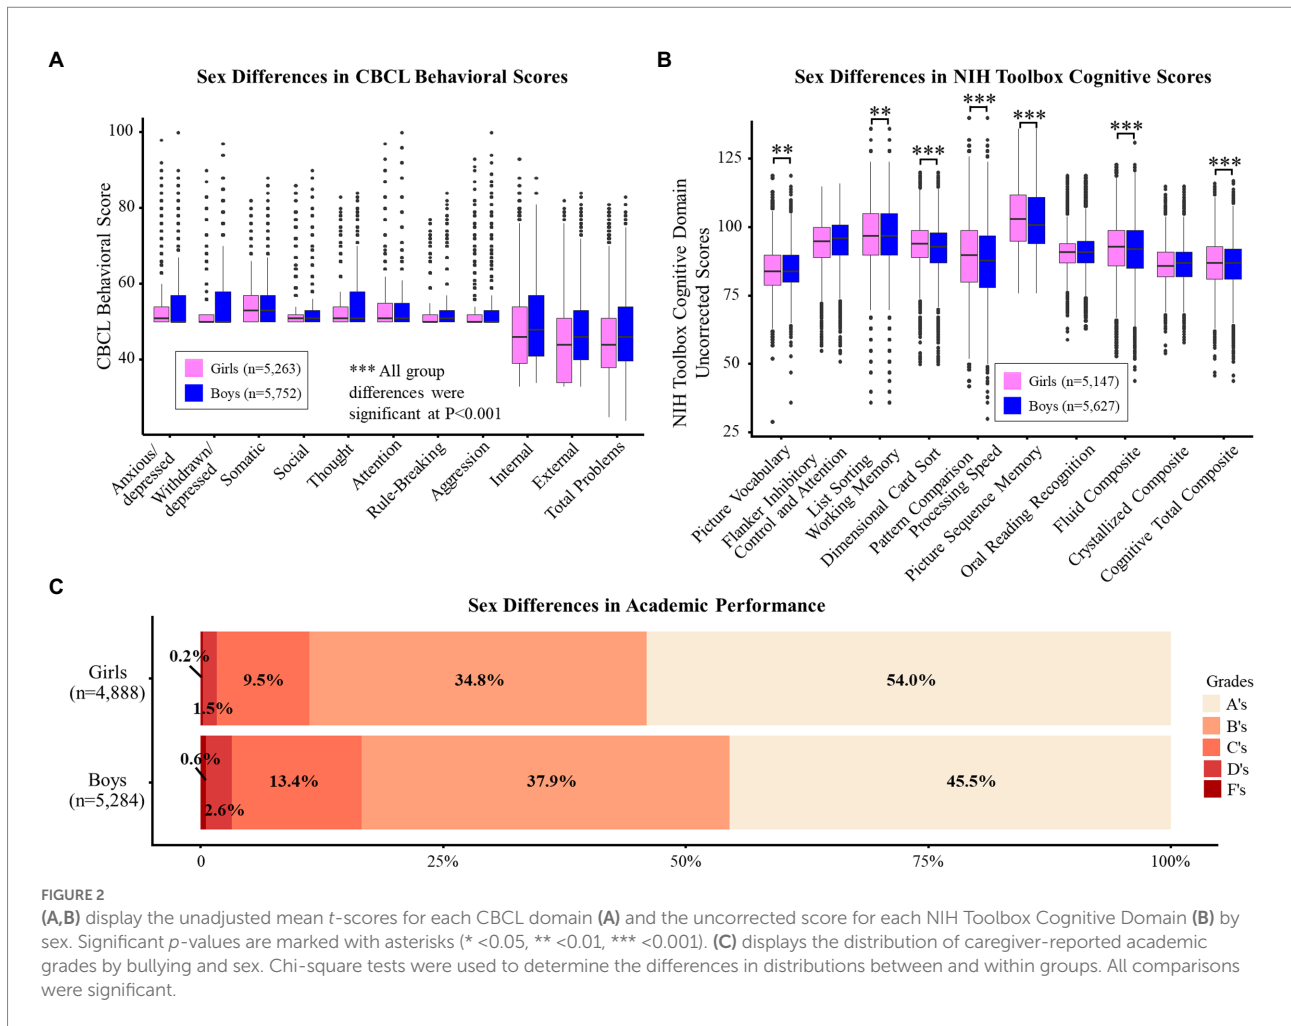 A
Sex Differences in CBCL Behavioral Scores
CBCL Behavioral Score
100
80
60
40
Girls (n=5,263)
Boys (n=5,752)
*** All group
differences were
significant at P<0.001
Anxious/
depressed
Withdrawn/
depressed
Somatic
Social
Thought
Attention
Rule-Breaking
Aggression
Internal
External
Total Problems
B
Sex Differences in NIH Toolbox Cognitive Scores
NIH Toolbox Cognitive Domain
Uncorrected Scores
125
100
75
50
25
**
**
***
***
***
***
***
Girls (n=5,147)
Boys (n=5,627)
Picture Vocabulary
Flanker Inhibitory
Control and Attention
List Sorting
Working Memory
Dimensional Card Sort
Pattern Comparison
Processing Speed
Picture Sequence Memory
Oral Reading Recognition
Fluid Composite
Crystallized Composite
Cognitive Total Composite
C
Sex Differences in Academic Performance
Girls
(n=4,888)
0.2%
1.5%
9.5%
34.8%
54.0%
Boys
(n=5,284)
0.6%
2.6%
13.4%
37.9%
45.5%
Grades
A's
B's
C's
D's
F's
0
25%
50%
75%
100%
FIGURE 2
(A,B) display the unadjusted mean t-scores for each CBCL domain (A) and the uncorrected score for each NIH Toolbox Cognitive Domain (B) by
sex. Significant p-values are marked with asterisks (* <0.05, ** <0.01, *** <0.001). (C) displays the distribution of caregiver-reported academic
grades by bullying and sex. Chi-square tests were used to determine the differences in distributions between and within groups. All comparisons
were significant.